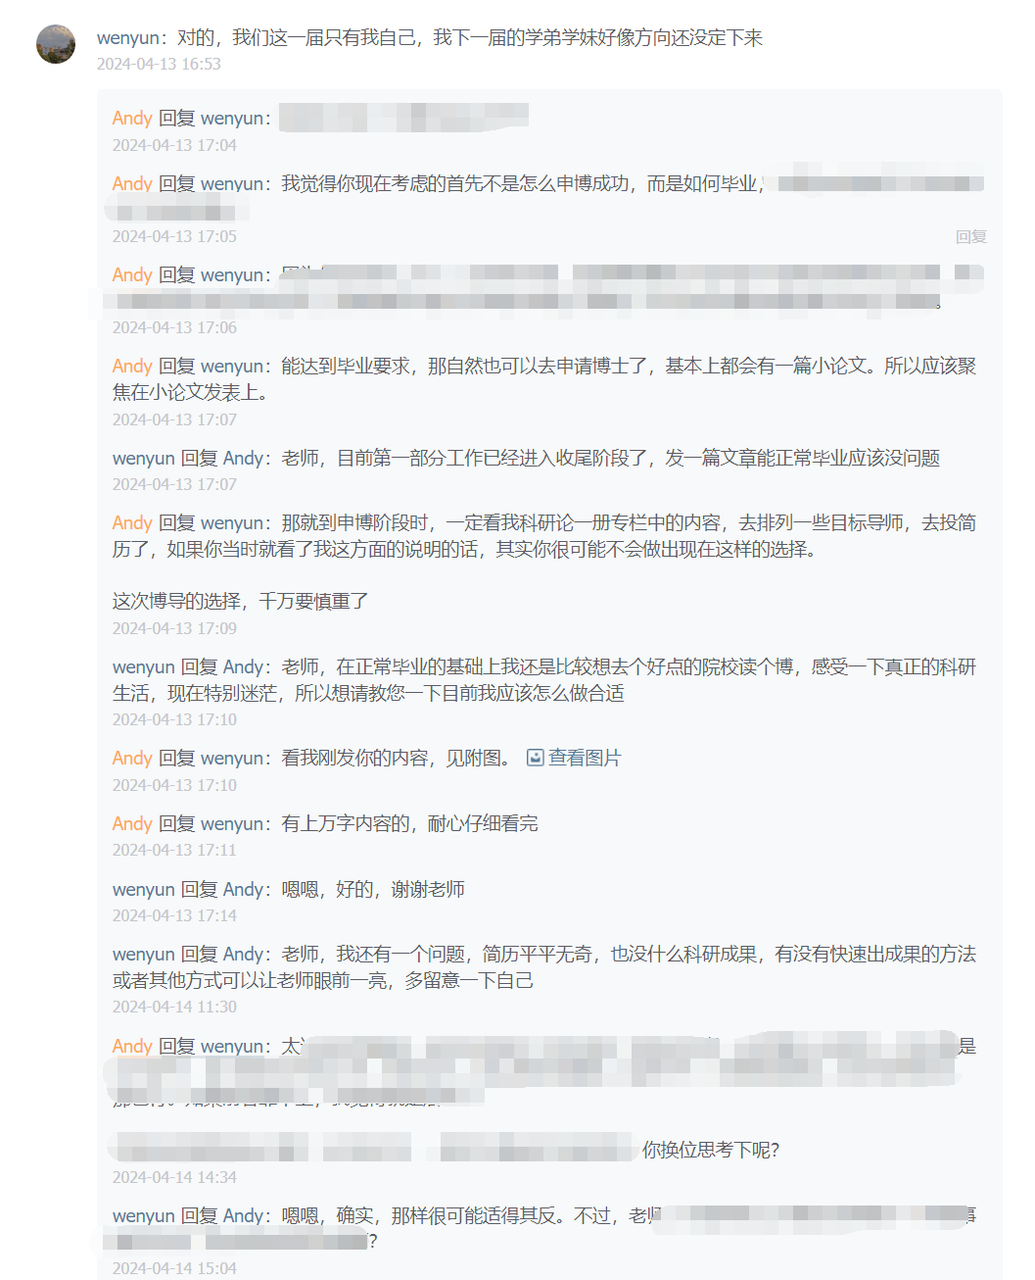 wenyun：对的，我们这一届只有我自己，我下一届的学弟学妹好像方向还没定下来
2024-04-13 16:53
Andy 回复 wenyun：
2024-04-13 17:04
Andy 回复 wenyun：我觉得你现在考虑的首先不是怎么申博成功，而是如何毕业，
2024-04-13 17:05
回复
Andy 回复 wenyun：
2024-04-13 17:06
Andy 回复 wenyun：能达到毕业要求，那自然也可以去申请博士了，基本上都会有一篇小论文。所以应该聚
焦在小论文发表上。
2024-04-13 17:07
wenyun 回复 Andy：老师，目前第一部分工作已经进入收尾阶段了，发一篇文章能正常毕业应该没问题
2024-04-13 17:07
Andy 回复 wenyun：那就到申博阶段时，一定看我科研论一册专栏中的内容，去排列一些目标导师，去投简
历了，如果你当时就看了我这方面的说明的话，其实你很可能不会做出现在这样的选择。
这次博导的选择，千万要慎重了
2024-04-13 17:09
wenyun 回复 Andy：老师，在正常毕业的基础上我还是比较想去个好点的院校读个博，感受一下真正的科研
生活，现在特别迷茫，所以想请教您一下目前我应该怎么做合适
2024-04-13 17:10
Andy 回复 wenyun：看我刚发你的内容，见附图。 查看图片
2024-04-13 17:10
Andy 回复 wenyun：有上万字内容的，耐心仔细看完
2024-04-13 17:11
wenyun 回复 Andy：嗯嗯，好的，谢谢老师
2024-04-13 17:14
wenyun 回复 Andy：老师，我还有一个问题，简历平平无奇，也没什么科研成果，有没有快速出成果的方法
或者其他方式可以让老师眼前一亮，多留意一下自己
2024-04-14 11:30
Andy 回复 wenyun：太 是
你换位思考下呢?
2024-04-14 14:34
wenyun 回复 Andy：嗯嗯，确实，那样很可能适得其反。不过，老师 事
?
2024-04-14 15:04